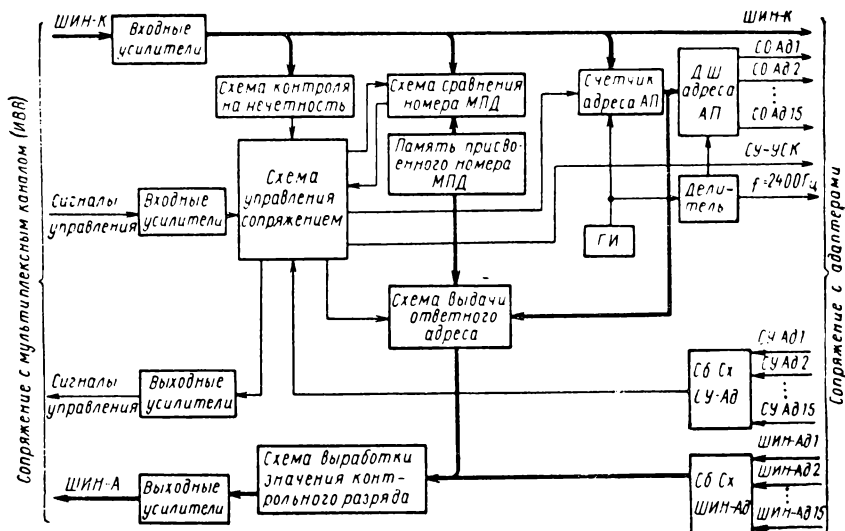 ШИН-К
Входные
усилители
ШИН-К
Схема контроля
на нечетность
Схема сравнения
номера МПД
Счетчик
адреса АП
ДШ
адреса
АП
СО Ад1
СО Ад2
СО Ад15
Память присво-
енного номера
МПД
Схема
управления
сопряжением
СУ-УСК
Сигналы
управления
Входные
усилители
Дели-
тель
f=2400Гц
ГИ
Схема выдачи
ответного
адреса
Сигналы
управления
Выходные
усилители
Сб Сх
СУ-Ад
СУ Ад1
СУ Ад2
СУ Ад15
Схема выработки
значения конт-
рольного разряда
ШИН-А
Выходные
усилители
Сб Сх
ШИН-Ад
ШИН-Ад1
ШИН-Ад2
ШИН-Ад15
Сопряжение с мультиплексным каналом (ИВВ)
Сопряжение с адаптерами